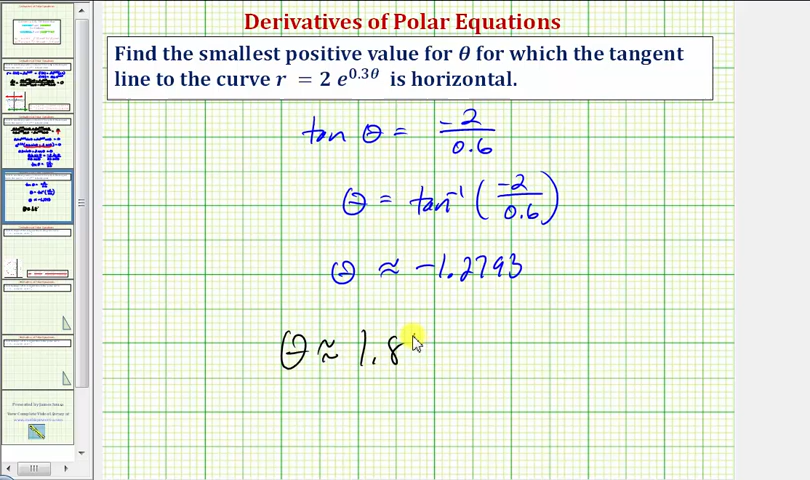 Derivatives of Polar Equations
Find the smallest positive value for θ for which the tangent
line to the curve r = 2 e^{0.3θ} is horizontal.
tan θ = -2/0.6
θ = tan⁻¹ (-2/0.6)
θ ≈ -1.2793
θ ≈ 1.8